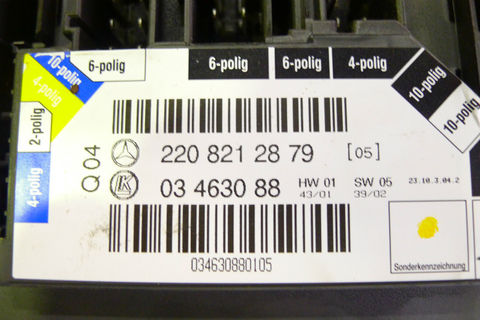 10-polig
4-polig
6-polig
6-polig
6-polig
4-polig
10-polig
10-polig
2-polig
4-polig
Q04
220 821 28 79 [05]
K
03 4630 88 HW 01 SW 05 23.10.3.04.2
43/01 39/02
034630880105
Sonderkennzeichnung